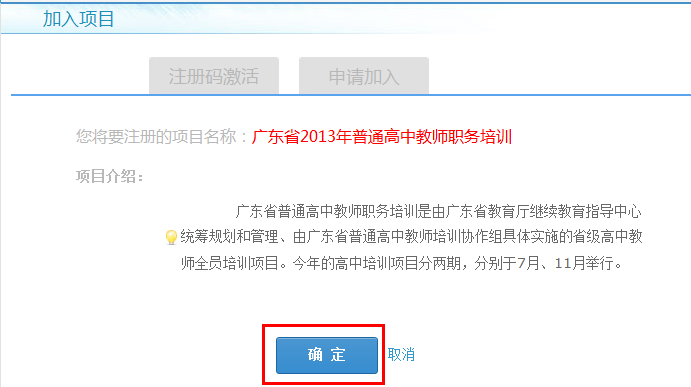 加入项目
注册码激活 申请加入
您将要注册的项目名称：广东省2013年普通高中教师职务培训
项目介绍：
广东省普通高中教师职务培训是由广东省教育厅继续教育指导中心
统筹规划和管理、由广东省普通高中教师培训协作组具体实施的省级高中教
师全员培训项目。今年的高中培训项目分两期，分别于7月、11月举行。
确 定 取消